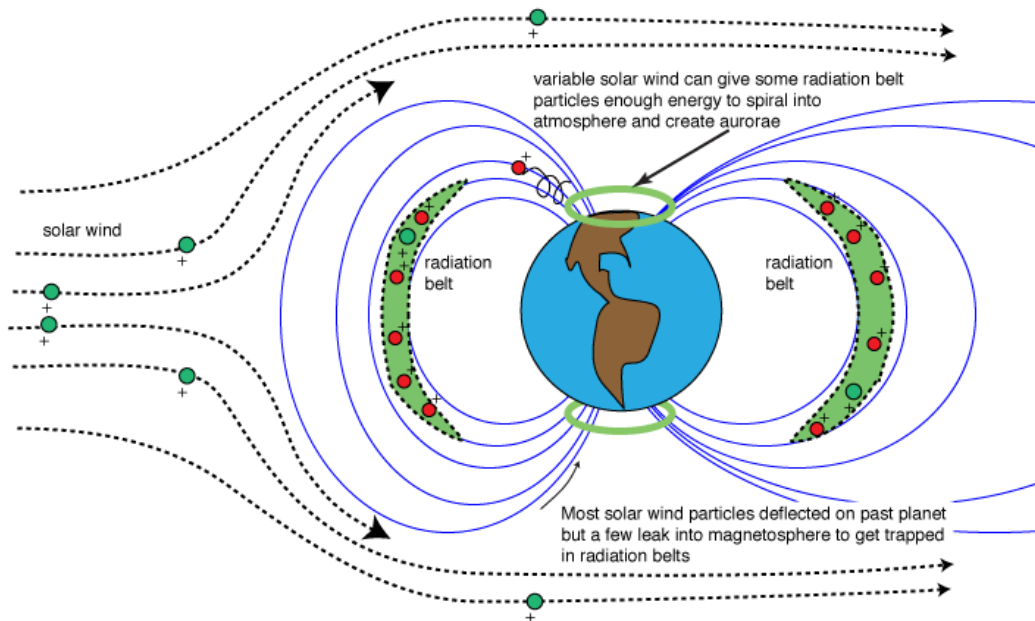 variable solar wind can give some radiation belt
particles enough energy to spiral into
atmosphere and create aurorae
solar wind
radiation
belt
radiation
belt
Most solar wind particles deflected on past planet
but a few leak into magnetosphere to get trapped
in radiation belts